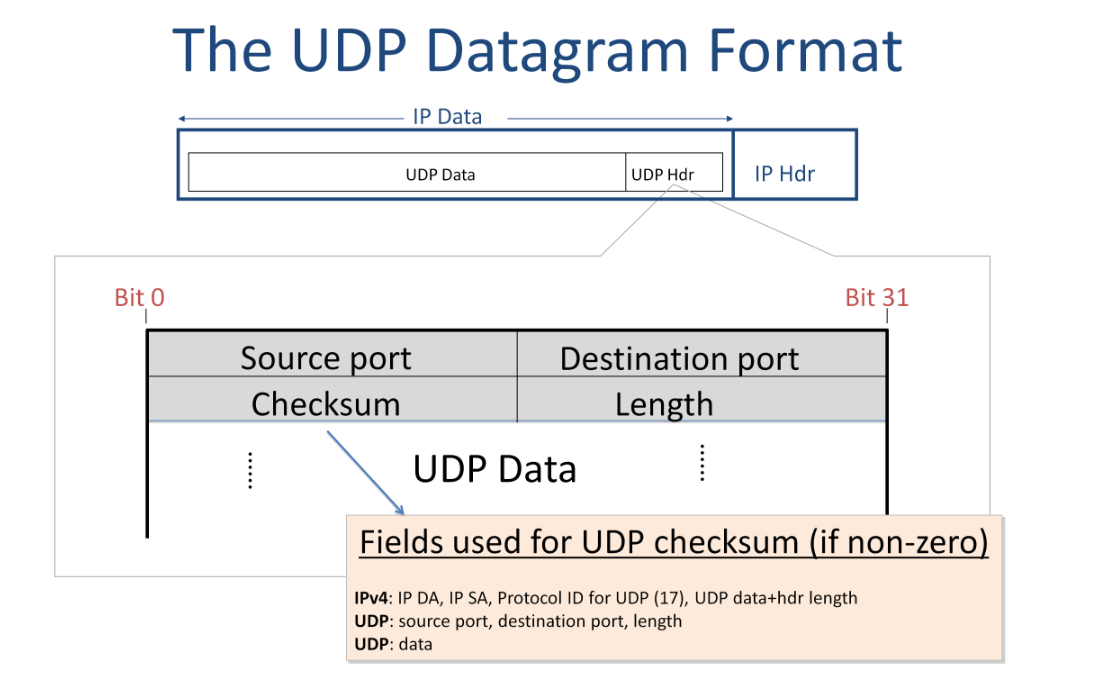 The UDP Datagram Format
IP Data
UDP Data
UDP Hdr
IP Hdr
Bit 0
Bit 31
Source port
Destination port
Checksum
Length
UDP Data
Fields used for UDP checksum (if non-zero)
IPv4: IP DA, IP SA, Protocol ID for UDP (17), UDP data+hdr length
UDP: source port, destination port, length
UDP: data